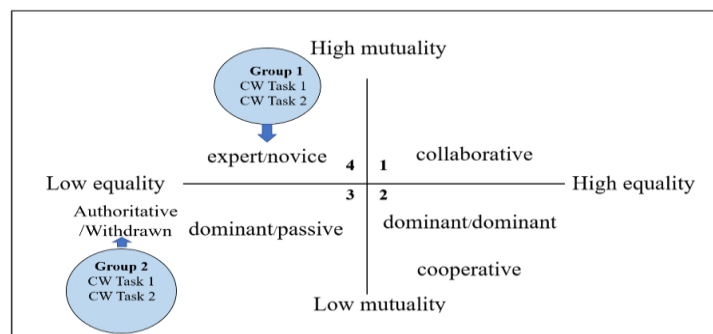 High mutuality
Group 1
CW Task 1
CW Task 2
expert/novice
4
1
collaborative
Low equality
High equality
3
2
Authoritative
/Withdrawn
dominant/passive
dominant/dominant
Group 2
CW Task 1
CW Task 2
cooperative
Low mutuality